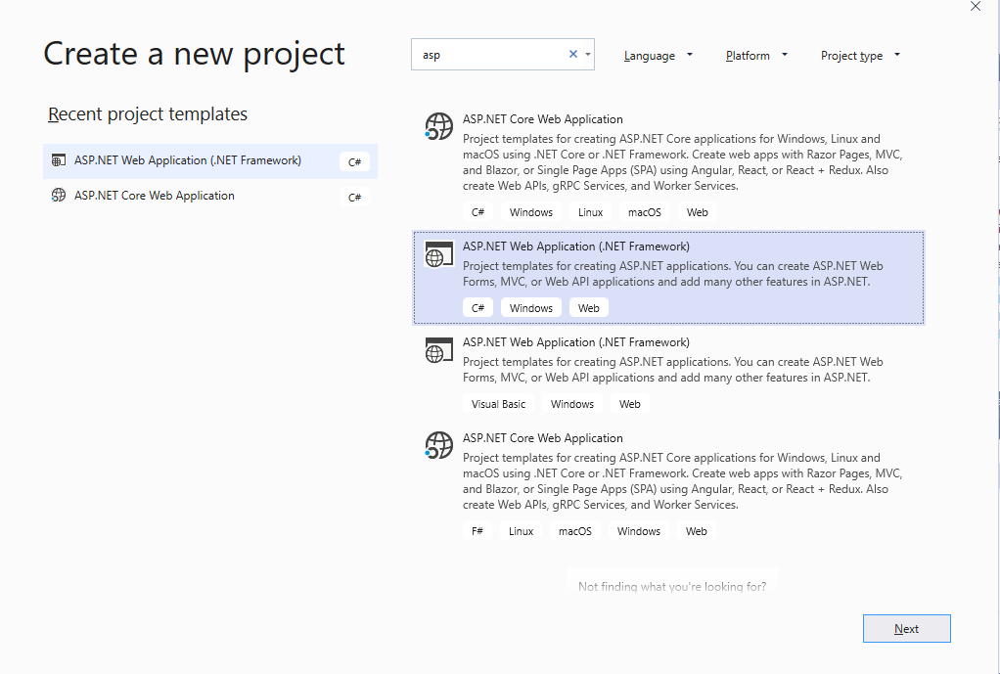 Create a new project
asp
Language
Platform
Project type
Recent project templates
ASP.NET Web Application (.NET Framework)
C#
ASP.NET Core Web Application
C#
ASP.NET Core Web Application
Project templates for creating ASP.NET Core applications for Windows, Linux and
macOS using .NET Core or .NET Framework. Create web apps with Razor Pages, MVC,
and Blazor, or Single Page Apps (SPA) using Angular, React, or React + Redux. Also
create Web APIs, gRPC Services, and Worker Services.
C# Windows Linux macOS Web
ASP.NET Web Application (.NET Framework)
Project templates for creating ASP.NET applications. You can create ASP.NET Web
Forms, MVC, or Web API applications and add many other features in ASP.NET.
C# Windows Web
ASP.NET Web Application (.NET Framework)
Project templates for creating ASP.NET applications. You can create ASP.NET Web
Forms, MVC, or Web API applications and add many other features in ASP.NET.
Visual Basic Windows Web
ASP.NET Core Web Application
Project templates for creating ASP.NET Core applications for Windows, Linux and
macOS using .NET Core or .NET Framework. Create web apps with Razor Pages, MVC,
and Blazor, or Single Page Apps (SPA) using Angular, React, or React + Redux. Also
create Web APIs, gRPC Services, and Worker Services.
F# Linux macOS Windows Web
Not finding what you're looking for?
Next